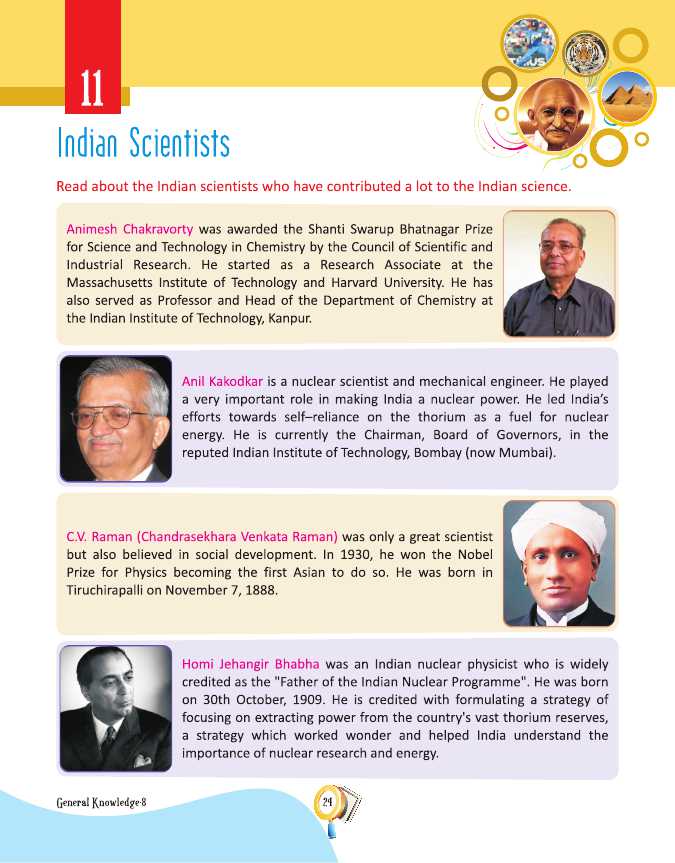 11
Indian Scientists
Read about the Indian scientists who have contributed a lot to the Indian science.
Animesh Chakravorty was awarded the Shanti Swarup Bhatnagar Prize
for Science and Technology in Chemistry by the Council of Scientific and
Industrial Research. He started as a Research Associate at the
Massachusetts Institute of Technology and Harvard University. He has
also served as Professor and Head of the Department of Chemistry at
the Indian Institute of Technology, Kanpur.
Anil Kakodkar is a nuclear scientist and mechanical engineer. He played
a very important role in making India a nuclear power. He led India’s
efforts towards self–reliance on the thorium as a fuel for nuclear
energy. He is currently the Chairman, Board of Governors, in the
reputed Indian Institute of Technology, Bombay (now Mumbai).
C.V. Raman (Chandrasekhara Venkata Raman) was only a great scientist
but also believed in social development. In 1930, he won the Nobel
Prize for Physics becoming the first Asian to do so. He was born in
Tiruchirapalli on November 7, 1888.
Homi Jehangir Bhabha was an Indian nuclear physicist who is widely
credited as the "Father of the Indian Nuclear Programme". He was born
on 30th October, 1909. He is credited with formulating a strategy of
focusing on extracting power from the country's vast thorium reserves,
a strategy which worked wonder and helped India understand the
importance of nuclear research and energy.
General Knowledge-8
24